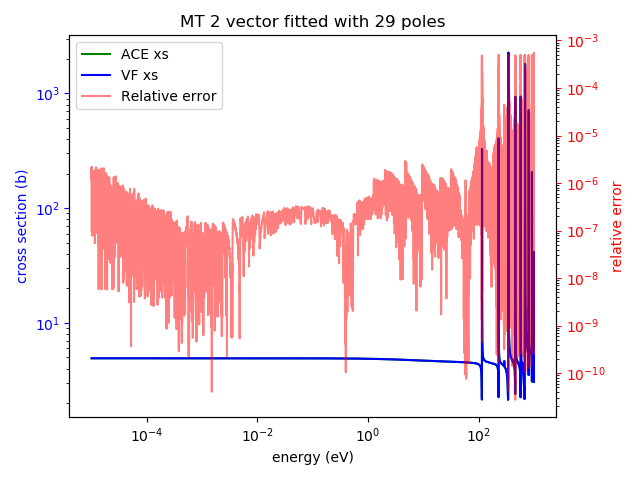 MT 2 vector fitted with 29 poles
ACE xs
VF xs
Relative error
cross section (b)
10³
10²
10¹
relative error
10⁻³
10⁻⁴
10⁻⁵
10⁻⁶
10⁻⁷
10⁻⁸
10⁻⁹
10⁻¹⁰
10⁻⁴ 10⁻² 10⁰ 10²
energy (eV)